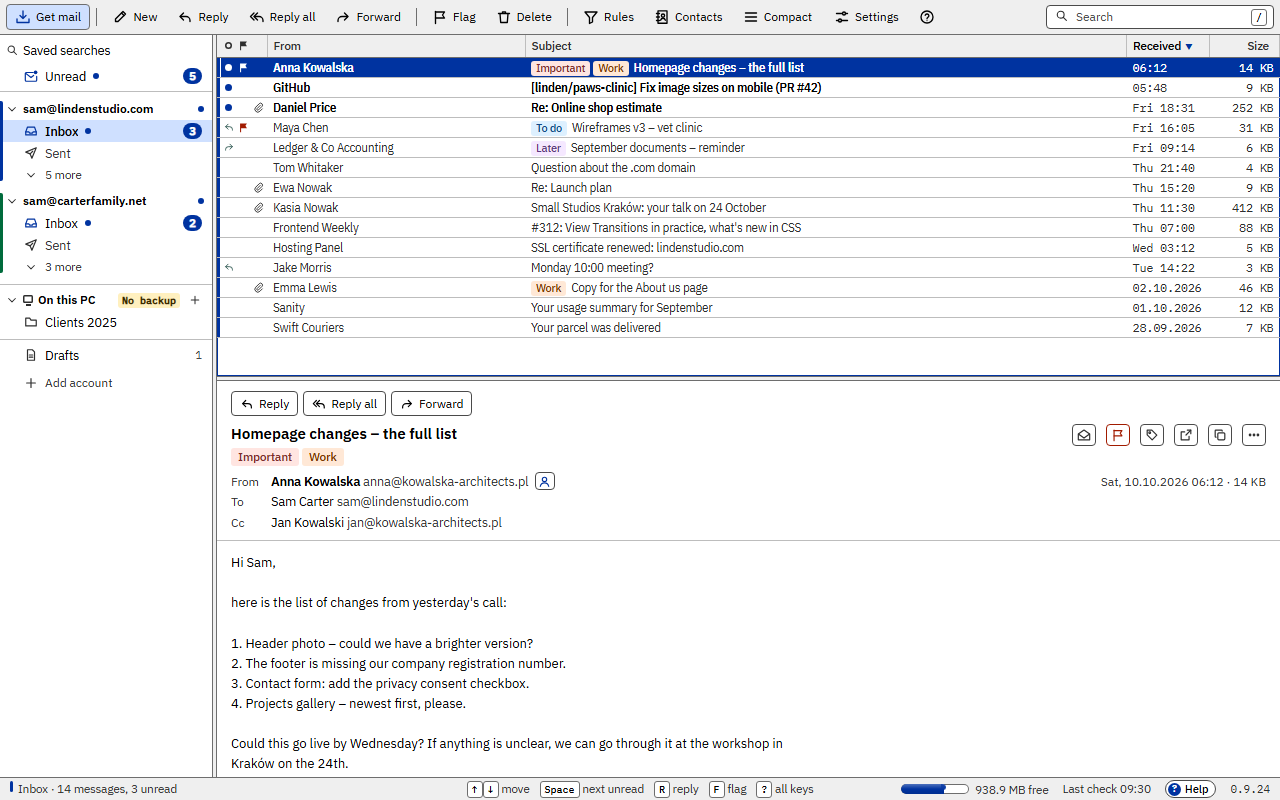 Get mail New Reply Reply all Forward Flag Delete Rules Contacts Compact Settings Search /
Saved searches
Unread 5
sam@lindenstudio.com
Inbox 3
Sent
5 more
sam@carterfamily.net
Inbox 2
Sent
3 more
On this PC No backup
Clients 2025
Drafts 1
Add account
From Subject Received Size
Anna Kowalska Important Work Homepage changes – the full list 06:12 14 KB
GitHub [linden/paws-clinic] Fix image sizes on mobile (PR #42) 05:48 9 KB
Daniel Price Re: Online shop estimate Fri 18:31 252 KB
Maya Chen To do Wireframes v3 – vet clinic Fri 16:05 31 KB
Ledger & Co Accounting Later September documents – reminder Fri 09:14 6 KB
Tom Whitaker Question about the .com domain Thu 21:40 4 KB
Ewa Nowak Re: Launch plan Thu 15:20 9 KB
Kasia Nowak Small Studios Kraków: your talk on 24 October Thu 11:30 412 KB
Frontend Weekly #312: View Transitions in practice, what's new in CSS Thu 07:00 88 KB
Hosting Panel SSL certificate renewed: lindenstudio.com Wed 03:12 5 KB
Jake Morris Monday 10:00 meeting? Tue 14:22 3 KB
Emma Lewis Work Copy for the About us page 02.10.2026 46 KB
Sanity Your usage summary for September 01.10.2026 12 KB
Swift Couriers Your parcel was delivered 28.09.2026 7 KB
Reply Reply all Forward
Homepage changes – the full list
Important Work
From Anna Kowalska anna@kowalska-architects.pl Sat, 10.10.2026 06:12 · 14 KB
To Sam Carter sam@lindenstudio.com
Cc Jan Kowalski jan@kowalska-architects.pl
Hi Sam,
here is the list of changes from yesterday's call:
1. Header photo – could we have a brighter version?
2. The footer is missing our company registration number.
3. Contact form: add the privacy consent checkbox.
4. Projects gallery – newest first, please.
Could this go live by Wednesday? If anything is unclear, we can go through it at the workshop in
Kraków on the 24th.
Inbox · 14 messages, 3 unread ↑ ↓ move Space next unread R reply F flag ? all keys 938.9 MB free Last check 09:30 ? Help 0.9.24